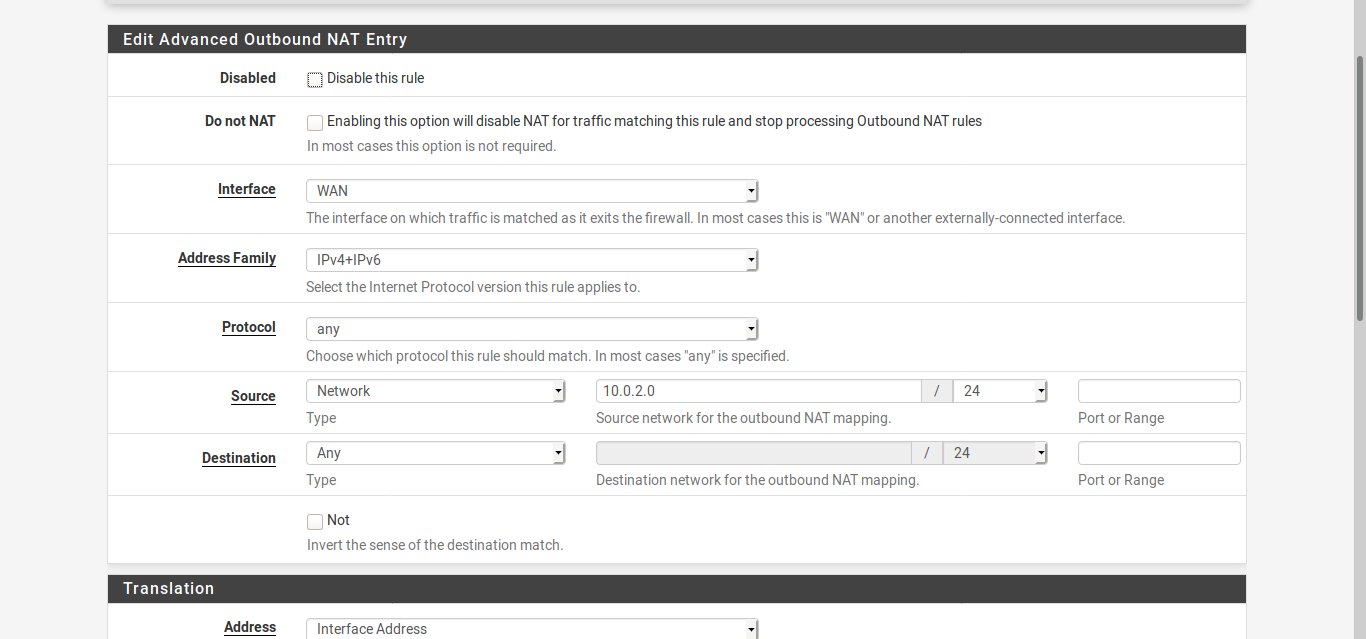 Edit Advanced Outbound NAT Entry
Disabled
Disable this rule
Do not NAT
Enabling this option will disable NAT for traffic matching this rule and stop processing Outbound NAT rules
In most cases this option is not required.
Interface
WAN
The interface on which traffic is matched as it exits the firewall. In most cases this is "WAN" or another externally-connected interface.
Address Family
IPv4+IPv6
Select the Internet Protocol version this rule applies to.
Protocol
any
Choose which protocol this rule should match. In most cases "any" is specified.
Source
Network
10.0.2.0 / 24
Type
Source network for the outbound NAT mapping.
Port or Range
Destination
Any
/ 24
Type
Destination network for the outbound NAT mapping.
Port or Range
Not
Invert the sense of the destination match.
Translation
Address
Interface Address